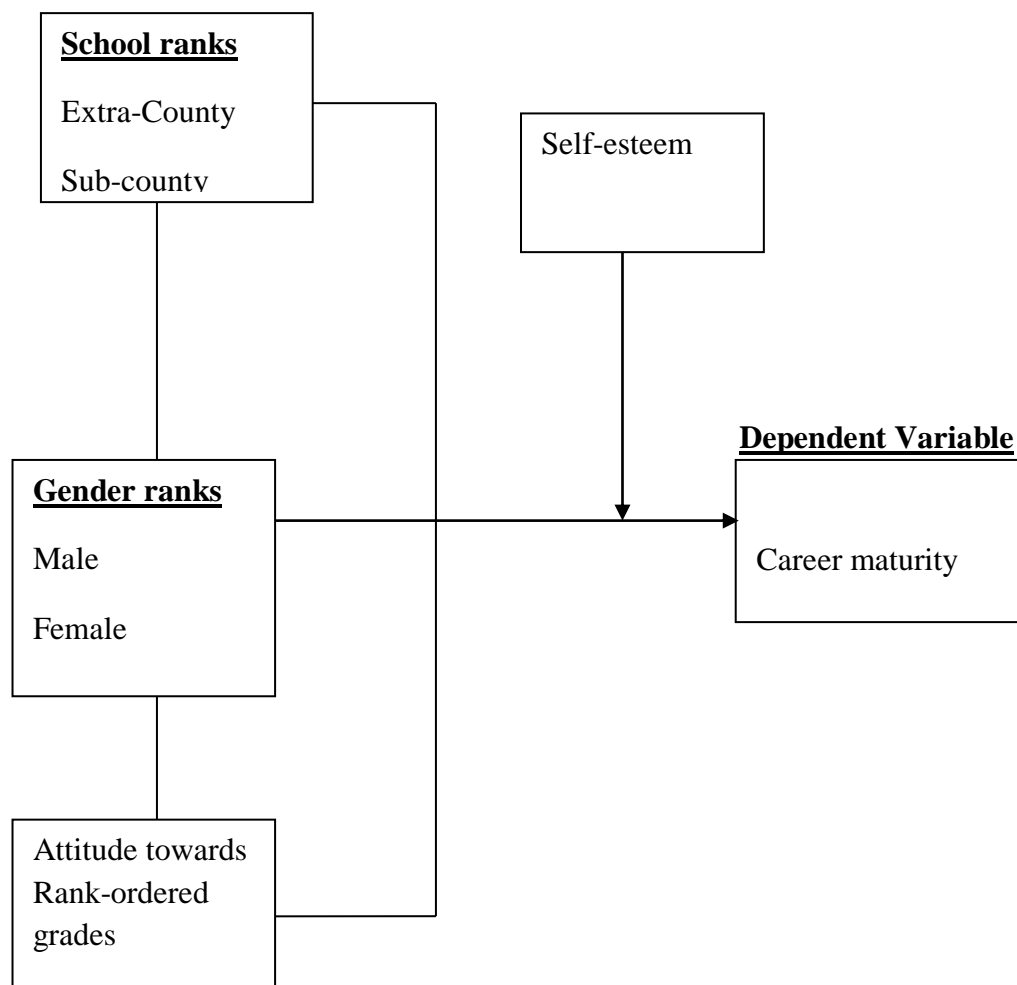 School ranks
Extra-County
Sub-county
Self-esteem
Dependent Variable
Gender ranks
Male
Female
Career maturity
Attitude towards
Rank-ordered
grades